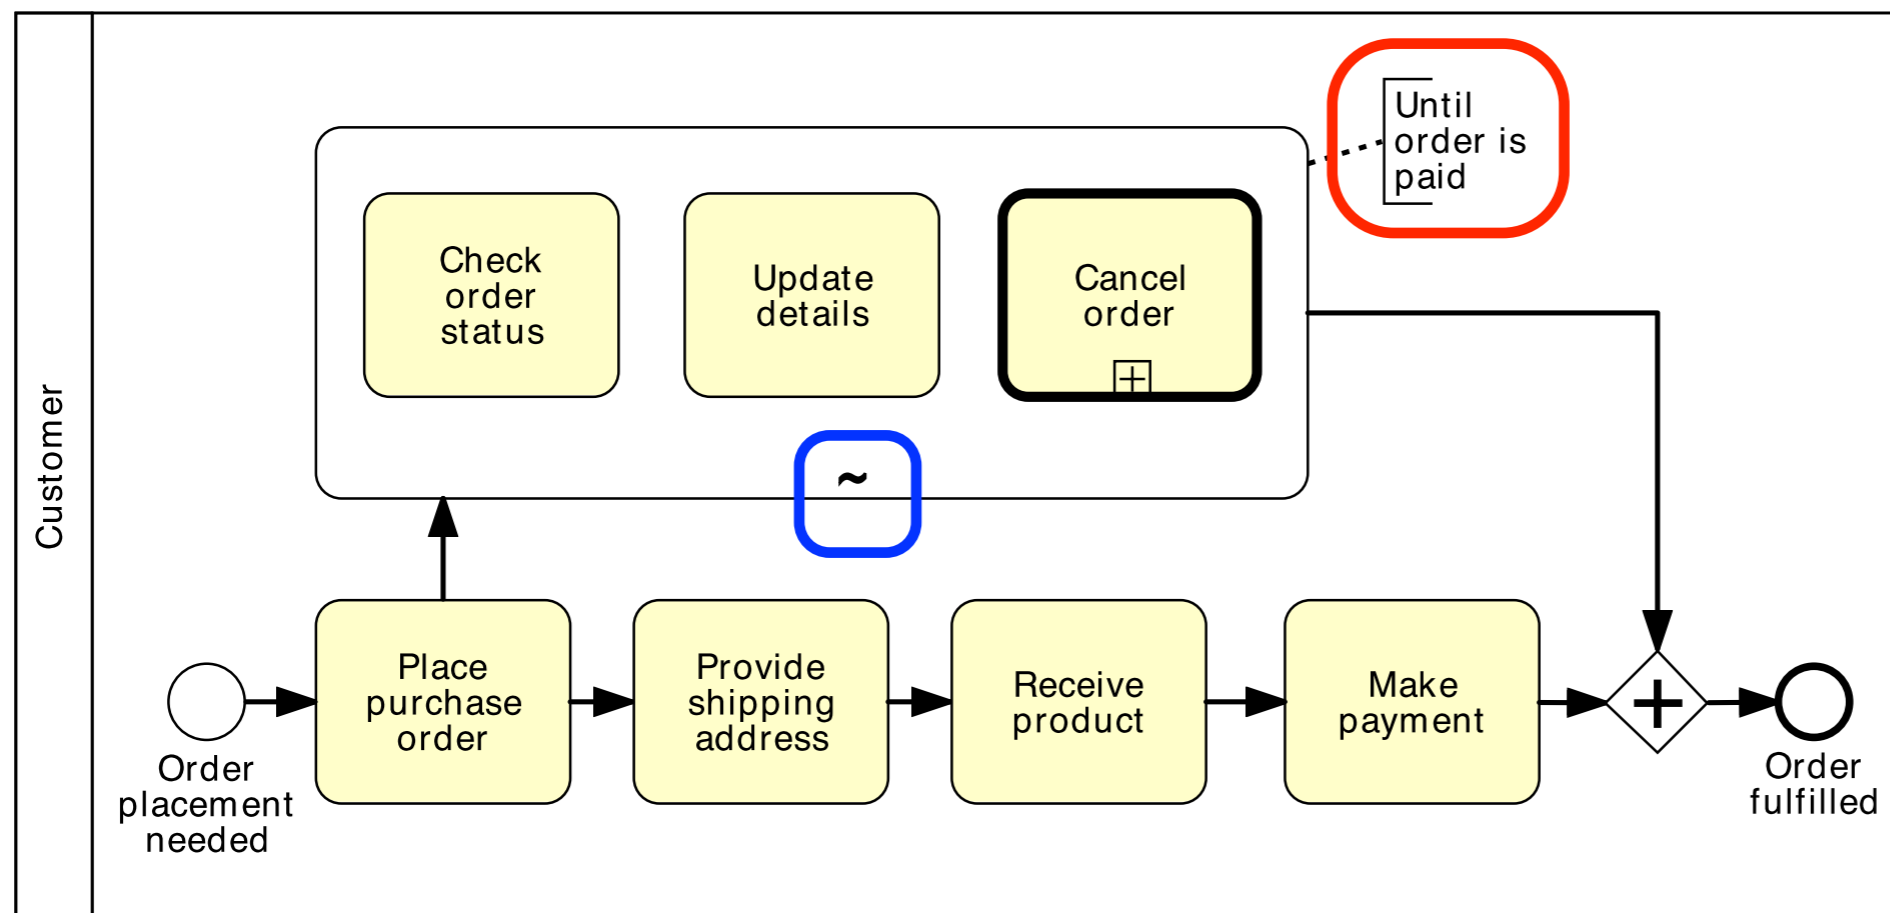 Customer
Until
order is
paid
Check
order
status
Update
details
Cancel
order
~
Place
purchase
order
Provide
shipping
address
Receive
product
Make
payment
Order
placement
needed
Order
fulfilled